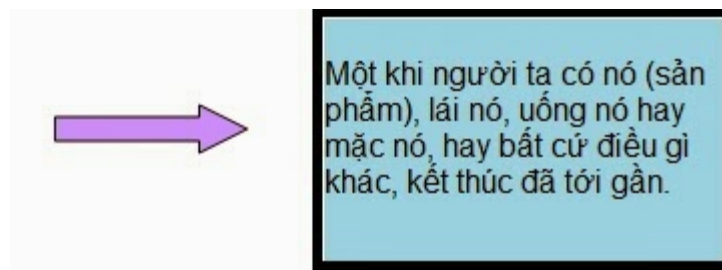 Một khi người ta có nó (sản
phẩm), lái nó, uống nó hay
mặc nó, hay bất cứ điều gì
khác, kết thúc đã tới gần.